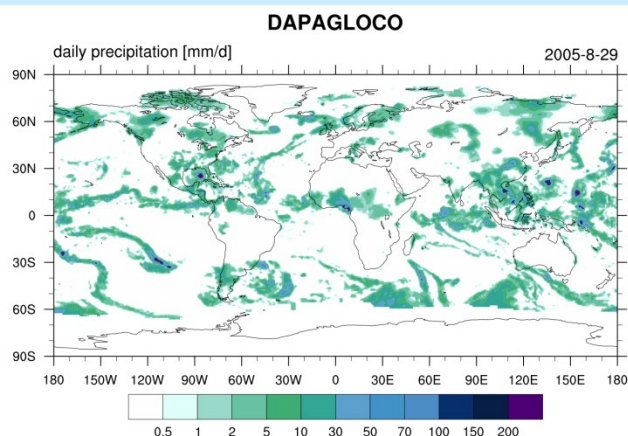 DAPAGLOCO
daily precipitation [mm/d] 2005-8-29
90N
60N
30N
0
30S
60S
90S
180 150W 120W 90W 60W 30W 0 30E 60E 90E 120E 150E 180
0.5 1 2 5 10 30 50 70 100 150 200